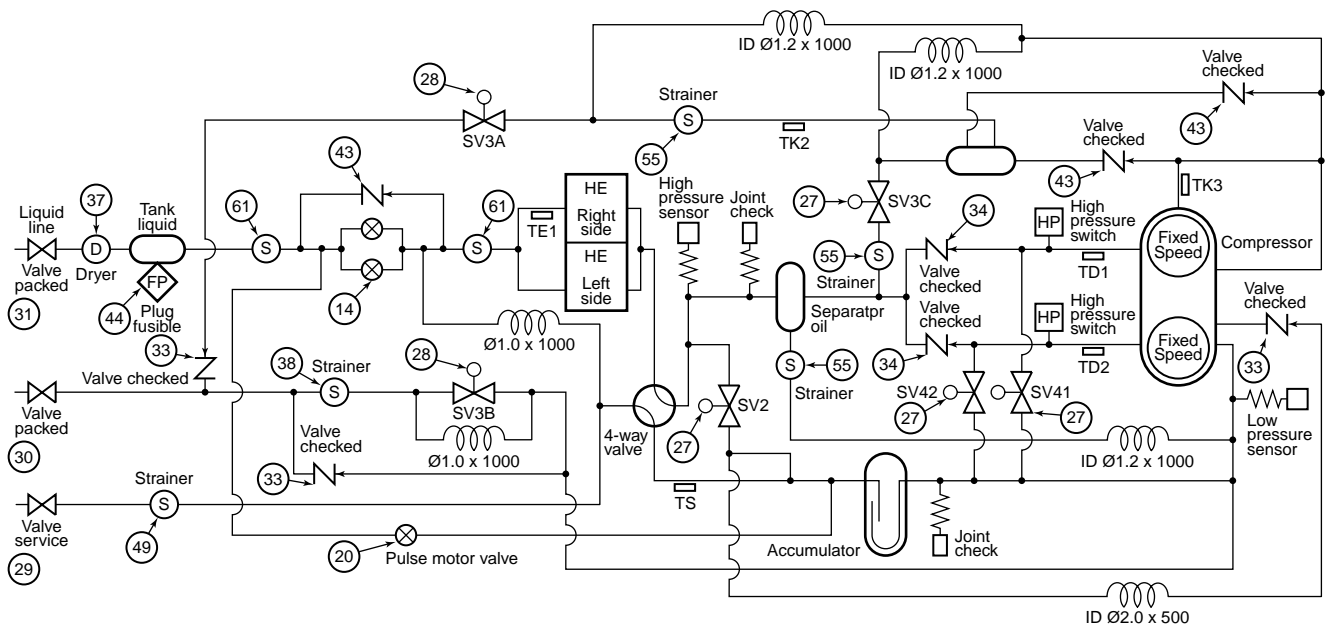 ID Ø1.2 x 1000
ID Ø1.2 x 1000
Valve
checked
43
28
Strainer
S
SV3A
55
TK2
Valve
checked
43
TK3
43
HE
Right
side
HE
Left
side
TE1
High
pressure
sensor
Joint
check
27
SV3C
55
S
Strainer
34
Valve
checked
Valve
checked
34
HP
High
pressure
switch
TD1
HP
High
pressure
switch
TD2
Fixed
Speed
Fixed
Speed
Compressor
Valve
checked
33
37
61
61
Liquid
line
Tank
liquid
D
S
S
Valve
packed
Dryer
FP
31
44
Plug
fusible
14
Separatpr
oil
S
55
Strainer
ID Ø1.0 x 1000
33
Valve checked
38
Strainer
S
28
SV3B
Valve
packed
30
Ø1.0 x 1000
Valve
checked
33
4-way
valve
SV2
27
SV42
27
SV41
27
Low
pressure
sensor
ID Ø1.2 x 1000
Strainer
S
49
Valve
service
29
TS
20
Pulse motor valve
Accumulator
Joint
check
ID Ø2.0 x 500